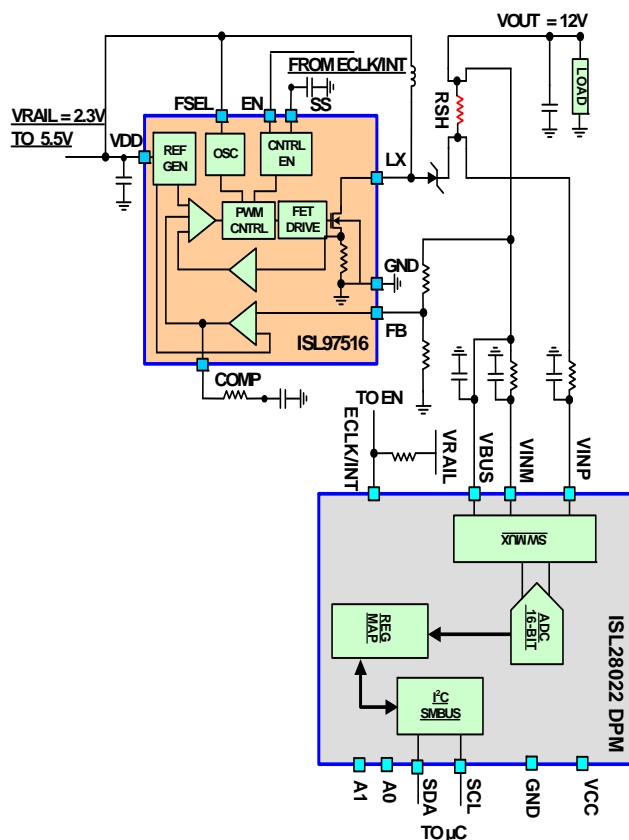 VOUT = 12V
FROM ECLK/INT
FSEL
EN
SS
RSH
LOAD
VRAIL = 2.3V
TO 5.5V
VDD
REF
GEN
OSC
CNTRL
EN
LX
PWM
CNTRL
FET
DRIVE
GND
FB
ISL97516
COMP
TO EN
ECLK/INT
VRAIL
VBUS
VINM
VINP
SW/MUX
ADC
16-BIT
REG
MAP
I²C
SMBUS
ISL28022 DPM
A1
A0
SDA
SCL
GND
VCC
TO µC